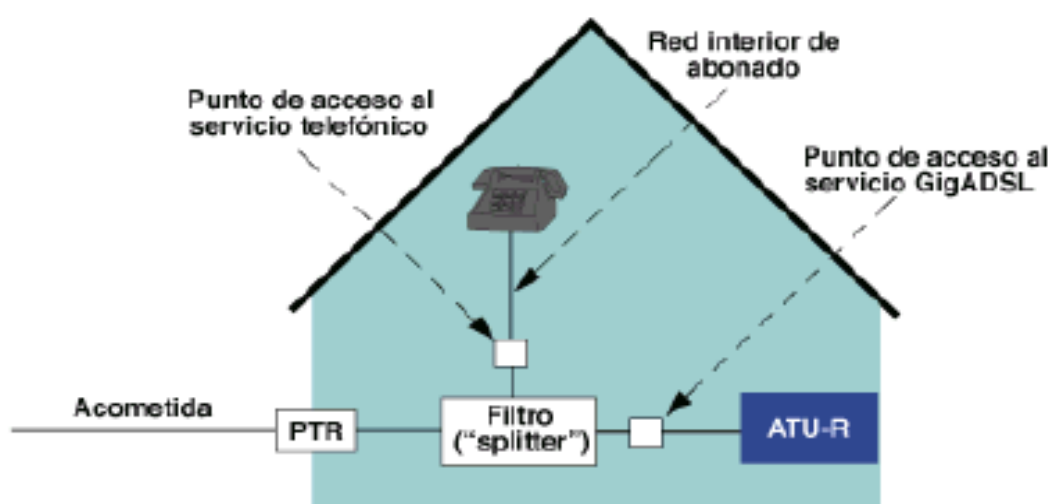 Red interior de
abonado
Punto de acceso al
servicio telefónico
Punto de acceso al
servicio GigADSL
Acometida
PTR
Filtro
("splitter")
ATU-R